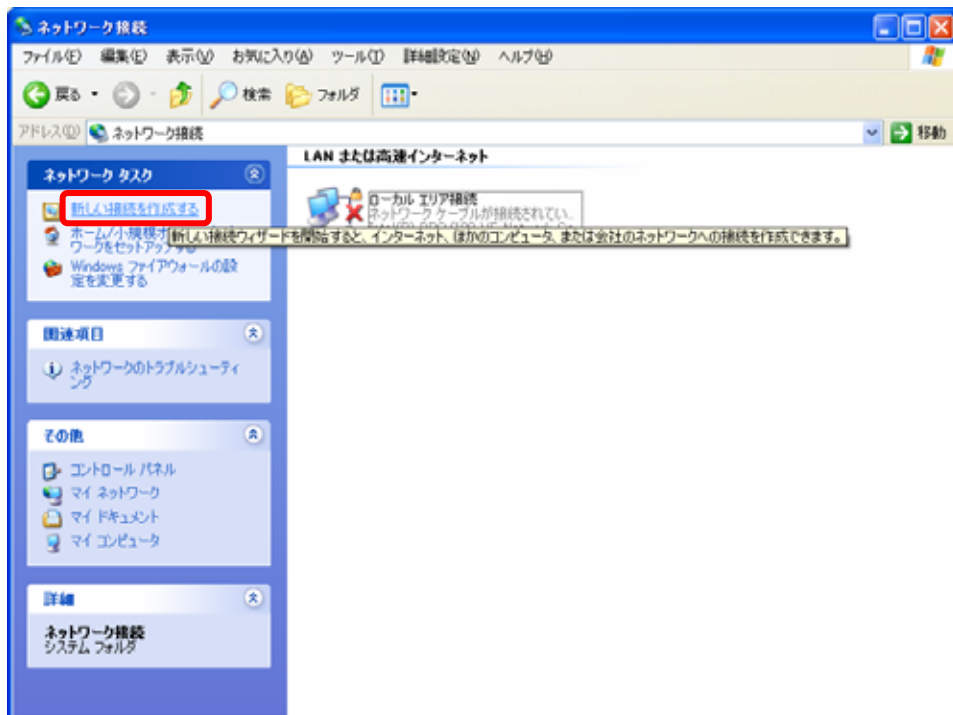 ネットワーク接続
ファイル(F) 編集(E) 表示(V) お気に入り(A) ツール(T) 詳細設定(N) ヘルプ(H)
戻る 検索 フォルダ
アドレス(D) ネットワーク接続 移動
ネットワーク タスク
新しい接続を作成する
ホーム/小規模オ
ワークをセットアップする
Windows ファイアウォールの設
定を変更する
関連項目
ネットワークのトラブルシューティ
ング
その他
コントロール パネル
マイ ネットワーク
マイ ドキュメント
マイ コンピュータ
詳細
ネットワーク接続
システム フォルダ
LAN または高速インターネット
ローカル エリア接続
ネットワーク ケーブルが接続されてい...
新しい接続ウィザードを開始すると、インターネット、ほかのコンピュータ、または会社のネットワークへの接続を作成できます。